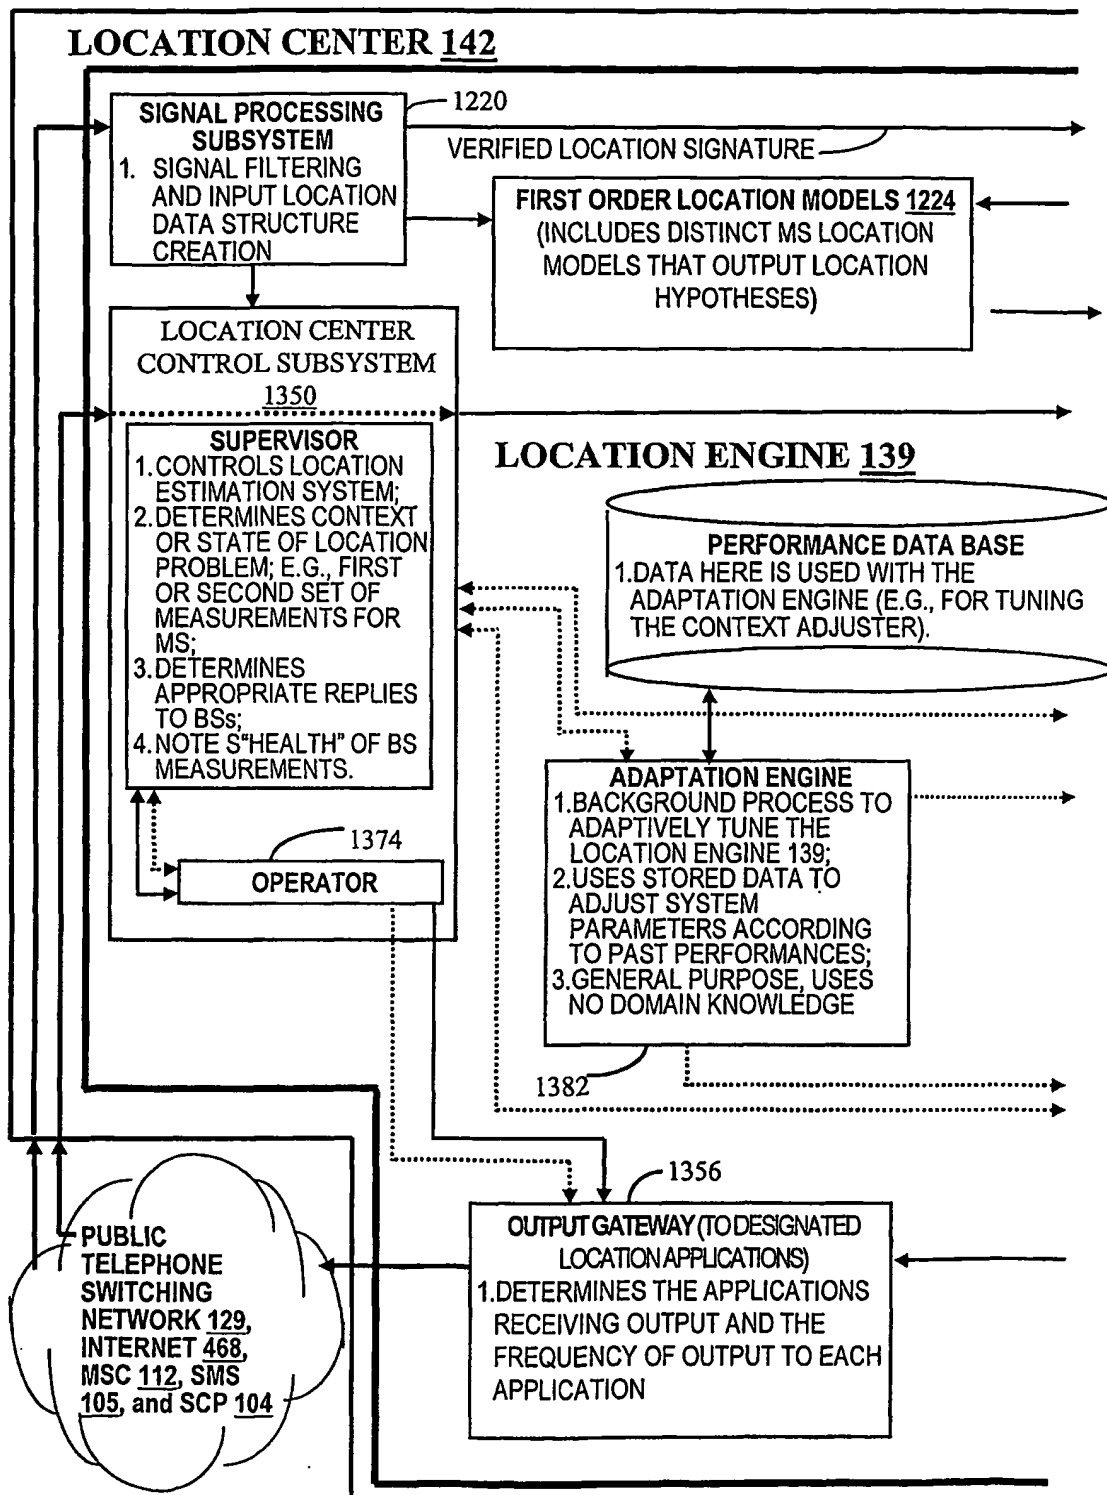 LOCATION CENTER 142
SIGNAL PROCESSING
SUBSYSTEM
1. SIGNAL FILTERING
AND INPUT LOCATION
DATA STRUCTURE
CREATION
1220
VERIFIED LOCATION SIGNATURE
FIRST ORDER LOCATION MODELS 1224
(INCLUDES DISTINCT MS LOCATION
MODELS THAT OUTPUT LOCATION
HYPOTHESES)
LOCATION CENTER
CONTROL SUBSYSTEM
1350
SUPERVISOR
1.CONTROLS LOCATION
ESTIMATION SYSTEM;
2.DETERMINES CONTEXT
OR STATE OF LOCATION
PROBLEM; E.G., FIRST
OR SECOND SET OF
MEASUREMENTS FOR
MS;
3.DETERMINES
APPROPRIATE REPLIES
TO BSs;
4.NOTE S"HEALTH" OF BS
MEASUREMENTS.
1374
OPERATOR
LOCATION ENGINE 139
PERFORMANCE DATA BASE
1.DATA HERE IS USED WITH THE
ADAPTATION ENGINE (E.G., FOR TUNING
THE CONTEXT ADJUSTER).
ADAPTATION ENGINE
1.BACKGROUND PROCESS TO
ADAPTIVELY TUNE THE
LOCATION ENGINE 139;
2.USES STORED DATA TO
ADJUST SYSTEM
PARAMETERS ACCORDING
TO PAST PERFORMANCES;
3.GENERAL PURPOSE, USES
NO DOMAIN KNOWLEDGE
1382
1356
OUTPUT GATEWAY (TO DESIGNATED
LOCATION APPLICATIONS)
1.DETERMINES THE APPLICATIONS
RECEIVING OUTPUT AND THE
FREQUENCY OF OUTPUT TO EACH
APPLICATION
PUBLIC
TELEPHONE
SWITCHING
NETWORK 129,
INTERNET 468,
MSC 112, SMS
105, and SCP 104